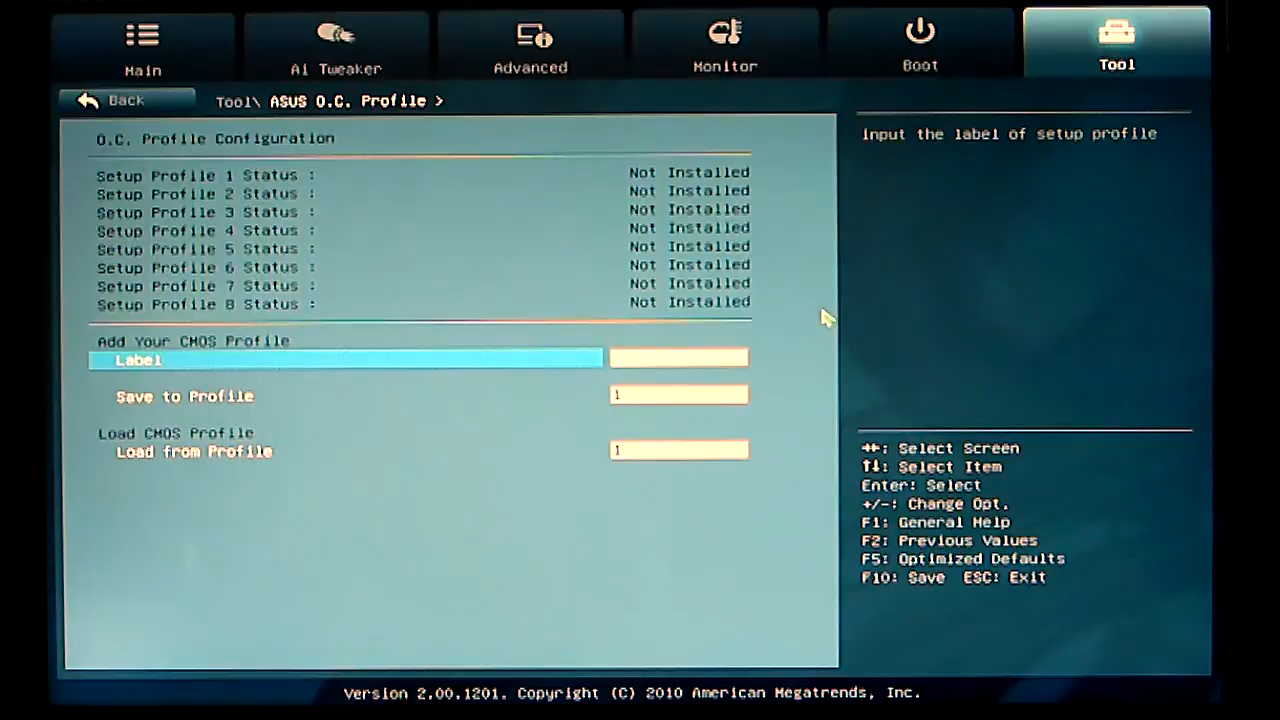 Main
Ai Tweaker
Advanced
Monitor
Boot
Tool
Back
Tool\ ASUS O.C. Profile >
O.C. Profile Configuration
Setup Profile 1 Status : Not Installed
Setup Profile 2 Status : Not Installed
Setup Profile 3 Status : Not Installed
Setup Profile 4 Status : Not Installed
Setup Profile 5 Status : Not Installed
Setup Profile 6 Status : Not Installed
Setup Profile 7 Status : Not Installed
Setup Profile 8 Status : Not Installed
Add Your CMOS Profile
Label
Save to Profile 1
Load CMOS Profile
Load from Profile 1
input the label of setup profile
→←: Select Screen
↑↓: Select Item
Enter: Select
+/-: Change Opt.
F1: General Help
F2: Previous Values
F5: Optimized Defaults
F10: Save ESC: Exit
Version 2.00.1201. Copyright (C) 2010 American Megatrends, Inc.